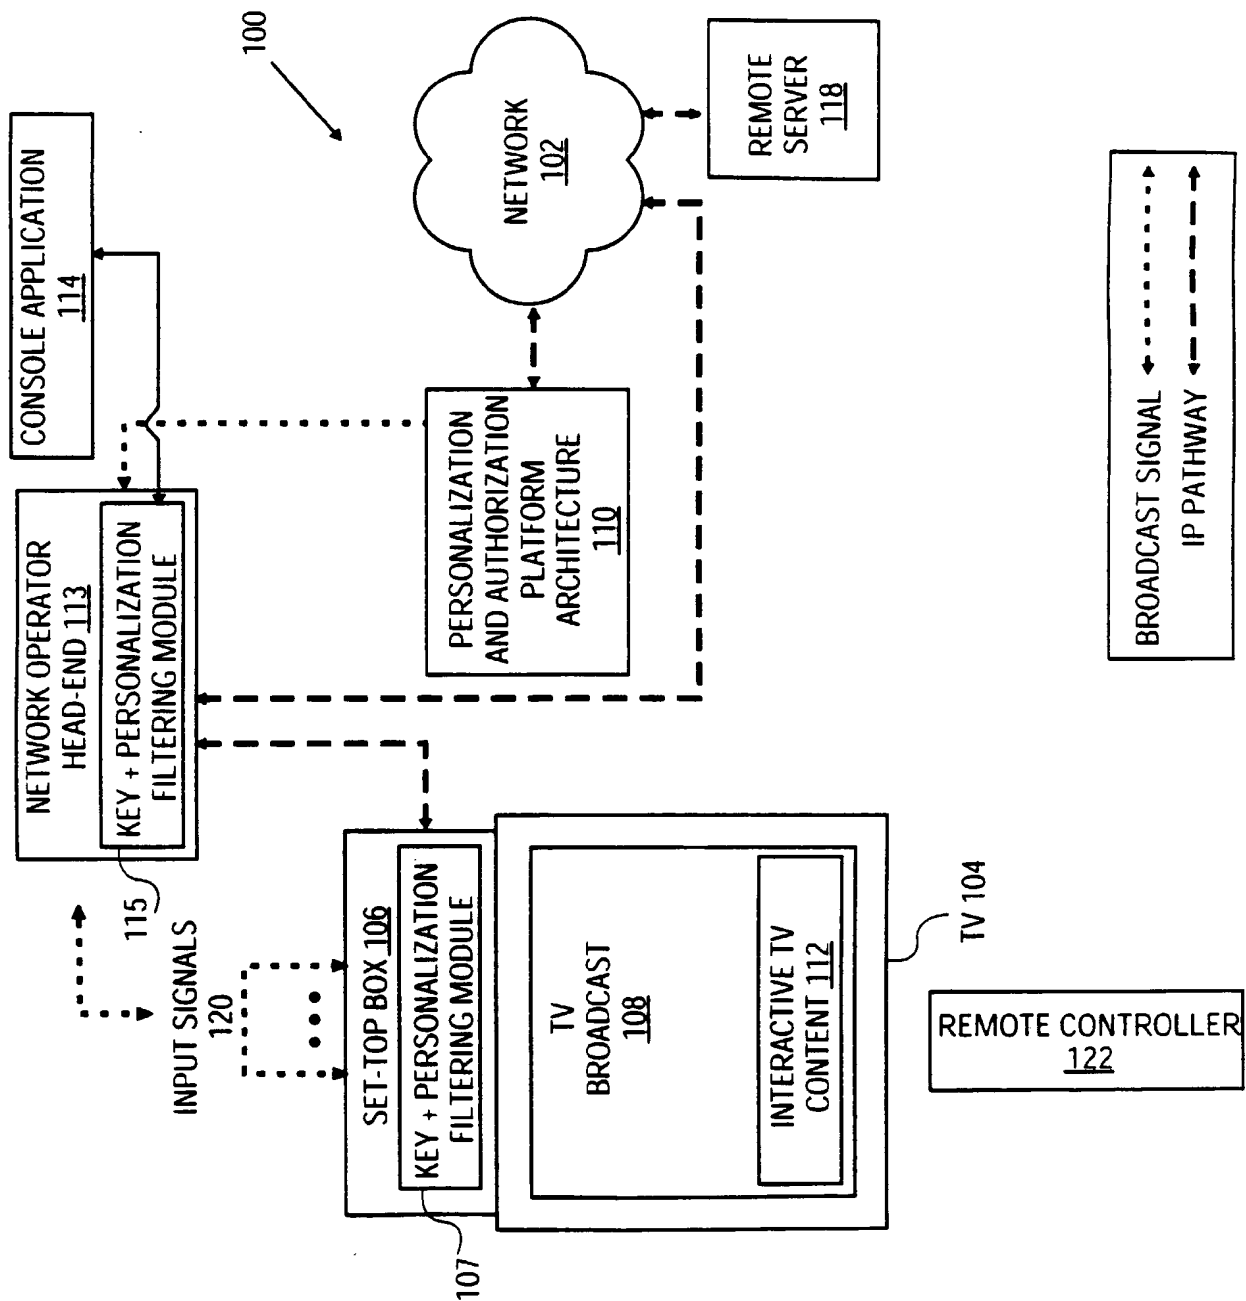 100
CONSOLE APPLICATION
114
NETWORK OPERATOR
HEAD-END 113
KEY + PERSONALIZATION
FILTERING MODULE
115
NETWORK
102
REMOTE
SERVER
118
PERSONALIZATION
AND AUTHORIZATION
PLATFORM
ARCHITECTURE
110
INPUT SIGNALS
120
SET-TOP BOX 106
KEY + PERSONALIZATION
FILTERING MODULE
107
TV
BROADCAST
108
INTERACTIVE TV
CONTENT 112
TV 104
REMOTE CONTROLLER
122
BROADCAST SIGNAL
IP PATHWAY